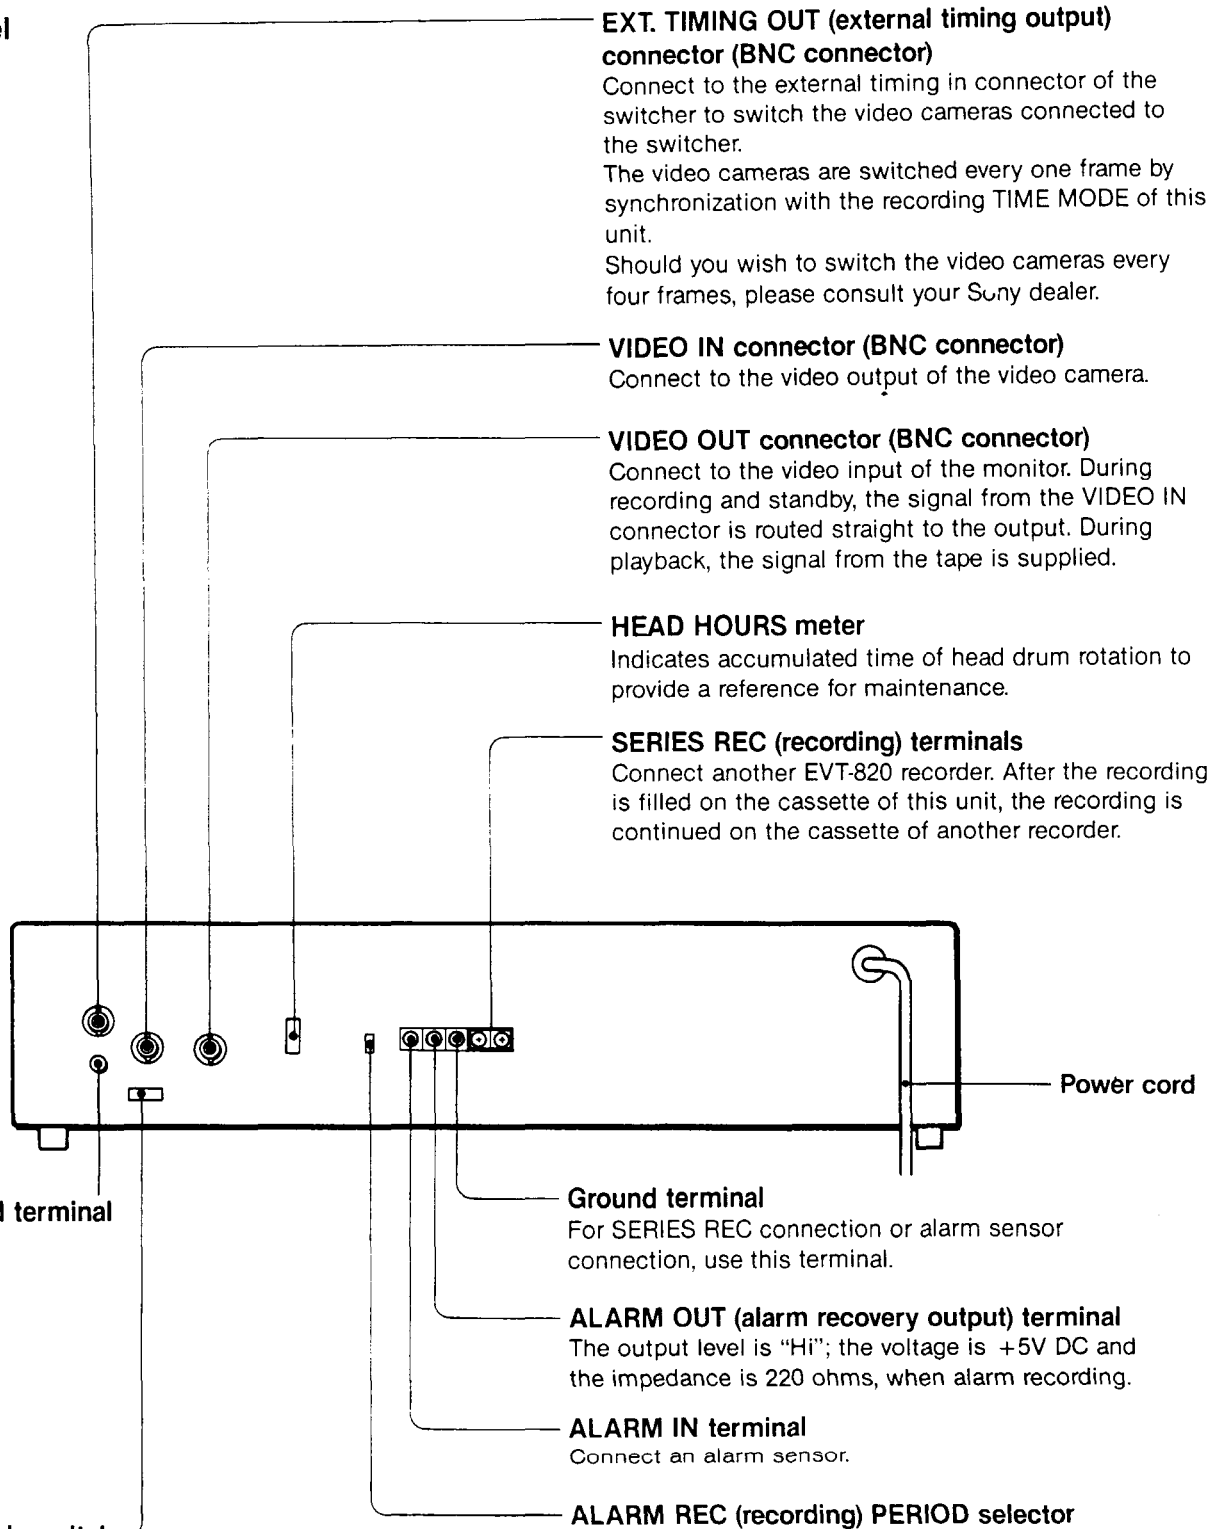 EXT. TIMING OUT (external timing output)
connector (BNC connector)
Connect to the external timing in connector of the
switcher to switch the video cameras connected to
the switcher.
The video cameras are switched every one frame by
synchronization with the recording TIME MODE of this
unit.
Should you wish to switch the video cameras every
four frames, please consult your Sony dealer.
VIDEO IN connector (BNC connector)
Connect to the video output of the video camera.
VIDEO OUT connector (BNC connector)
Connect to the video input of the monitor. During
recording and standby, the signal from the VIDEO IN
connector is routed straight to the output. During
playback, the signal from the tape is supplied.
HEAD HOURS meter
Indicates accumulated time of head drum rotation to
provide a reference for maintenance.
SERIES REC (recording) terminals
Connect another EVT-820 recorder. After the recording
is filled on the cassette of this unit, the recording is
continued on the cassette of another recorder.
Power cord
terminal
Ground terminal
For SERIES REC connection or alarm sensor
connection, use this terminal.
ALARM OUT (alarm recovery output) terminal
The output level is “Hi”; the voltage is +5V DC and
the impedance is 220 ohms, when alarm recording.
ALARM IN terminal
Connect an alarm sensor.
ALARM REC (recording) PERIOD selector